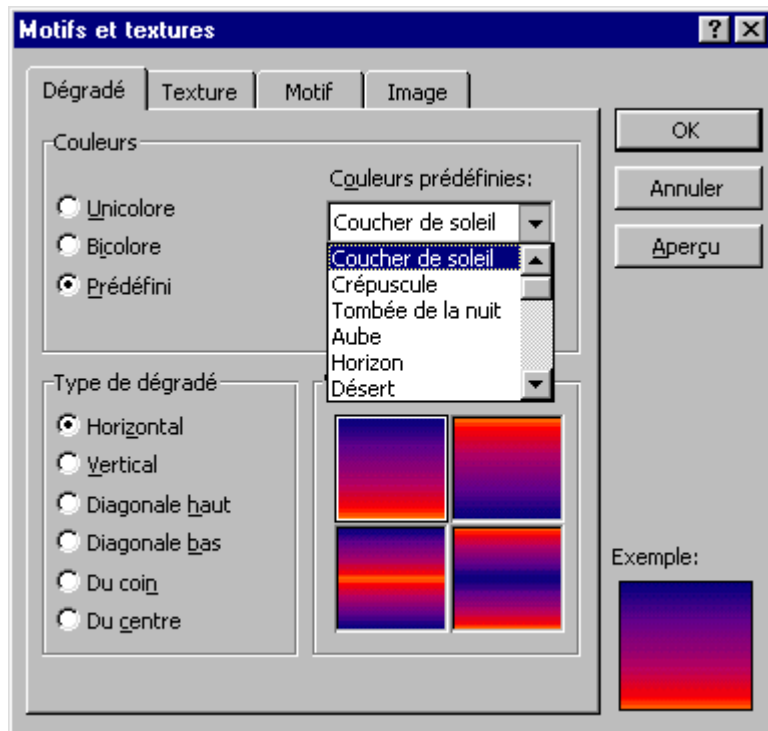 Motifs et textures
Dégradé Texture Motif Image
Couleurs
Unicolore
Bicolore
Prédéfini
Couleurs prédéfinies:
Coucher de soleil
Coucher de soleil
Crépuscule
Tombée de la nuit
Aube
Horizon
Désert
Type de dégradé
Horizontal
Vertical
Diagonale haut
Diagonale bas
Du coin
Du centre
OK
Annuler
Aperçu
Exemple: